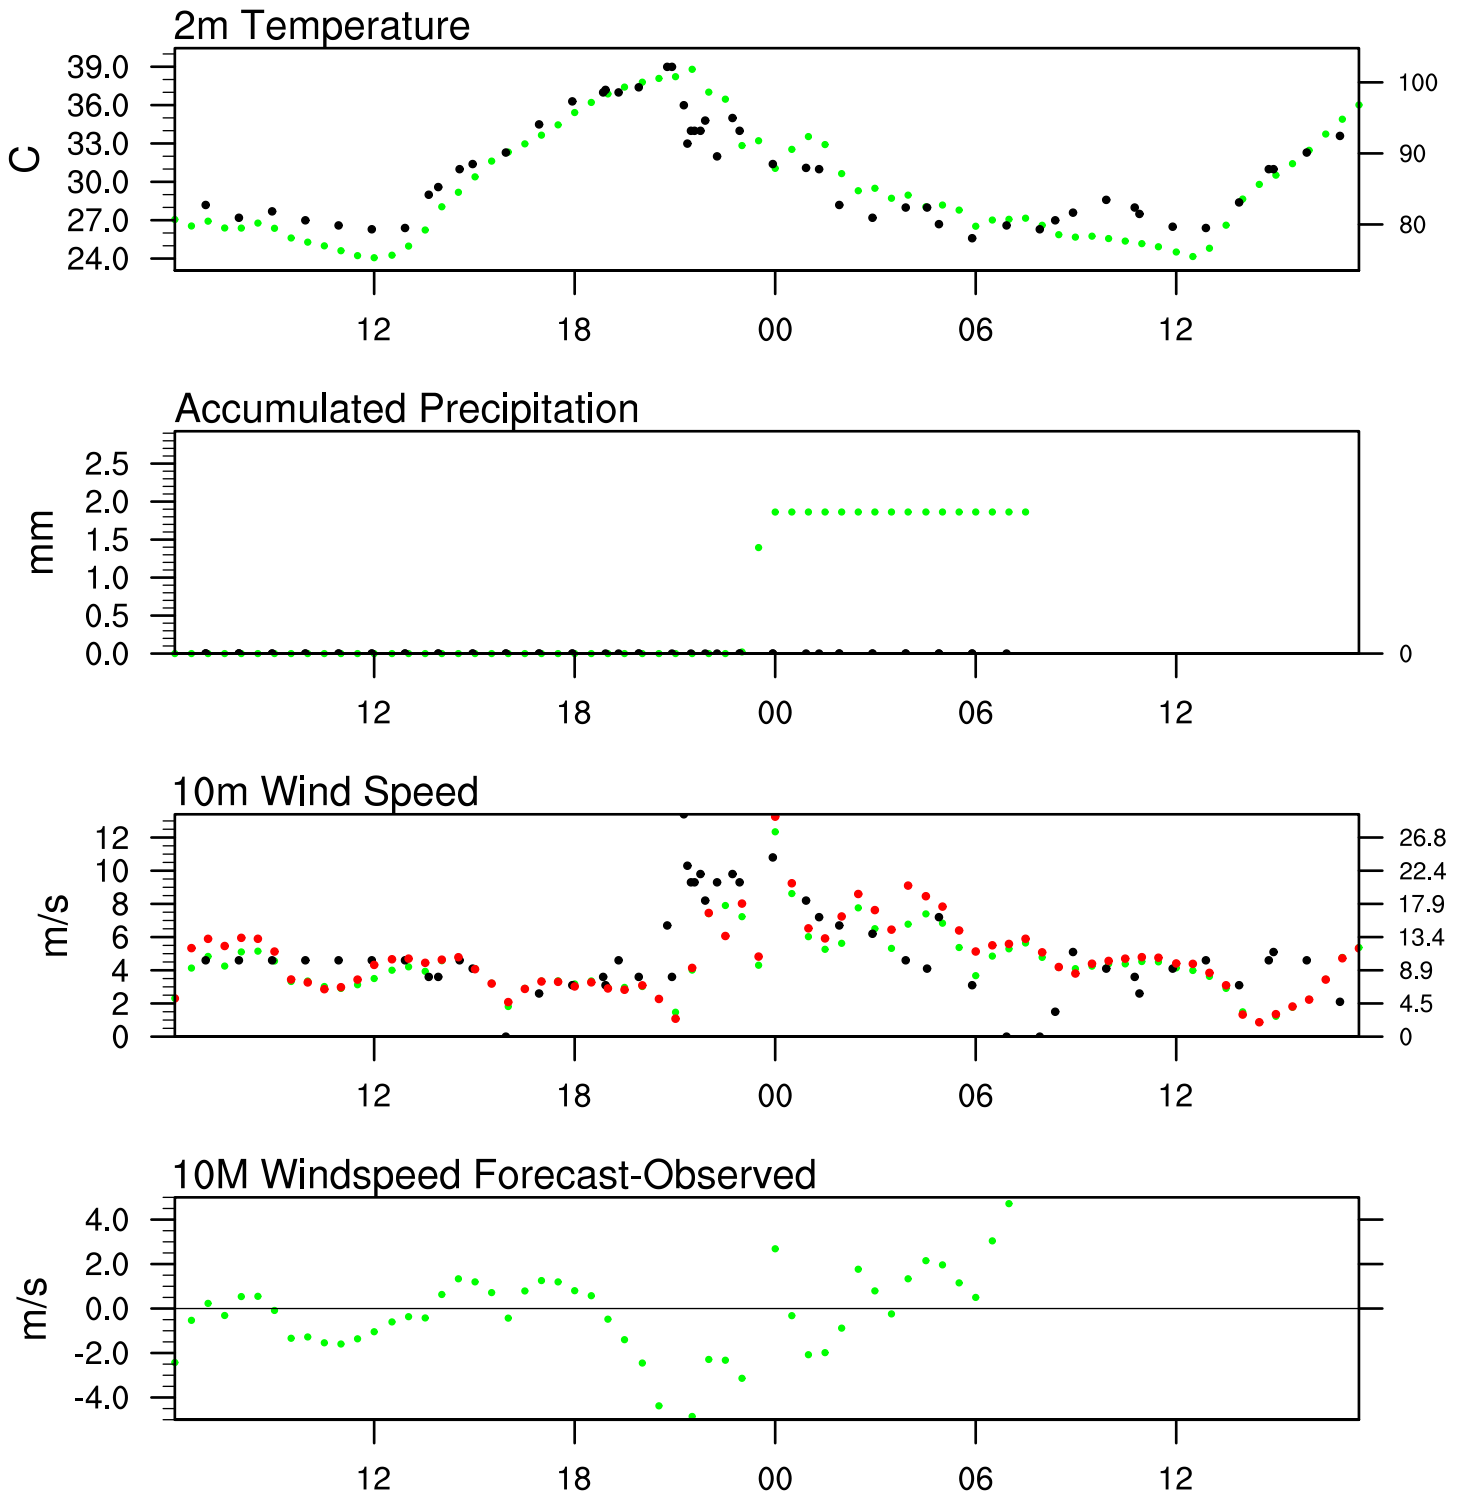 2m Temperature
39.0
36.0
33.0
30.0
27.0
24.0
C
100
90
80
12 18 00 06 12
Accumulated Precipitation
2.5
2.0
1.5
1.0
0.5
0.0
mm
0
12 18 00 06 12
10m Wind Speed
12
10
8
6
4
2
0
m/s
26.8
22.4
17.9
13.4
8.9
4.5
0
12 18 00 06 12
10M Windspeed Forecast-Observed
4.0
2.0
0.0
-2.0
-4.0
m/s
12 18 00 06 12